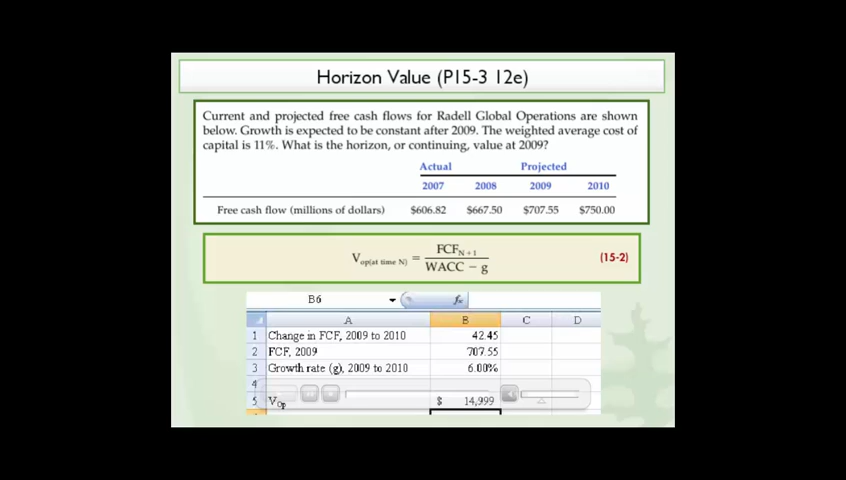 Horizon Value (P15-3 12e)
Current and projected free cash flows for Radell Global Operations are shown
below. Growth is expected to be constant after 2009. The weighted average cost of
capital is 11%. What is the horizon, or continuing, value at 2009?
Actual Projected
2007 2008 2009 2010
Free cash flow (millions of dollars) $606.82 $667.50 $707.55 $750.00
V op(at time N) = FCF N+1 / WACC − g (15-2)
B6 fx
A B C D
1 Change in FCF, 2009 to 2010 42.45
2 FCF, 2009 707.55
3 Growth rate (g), 2009 to 2010 6.00%
4
5 V Op $ 14,999